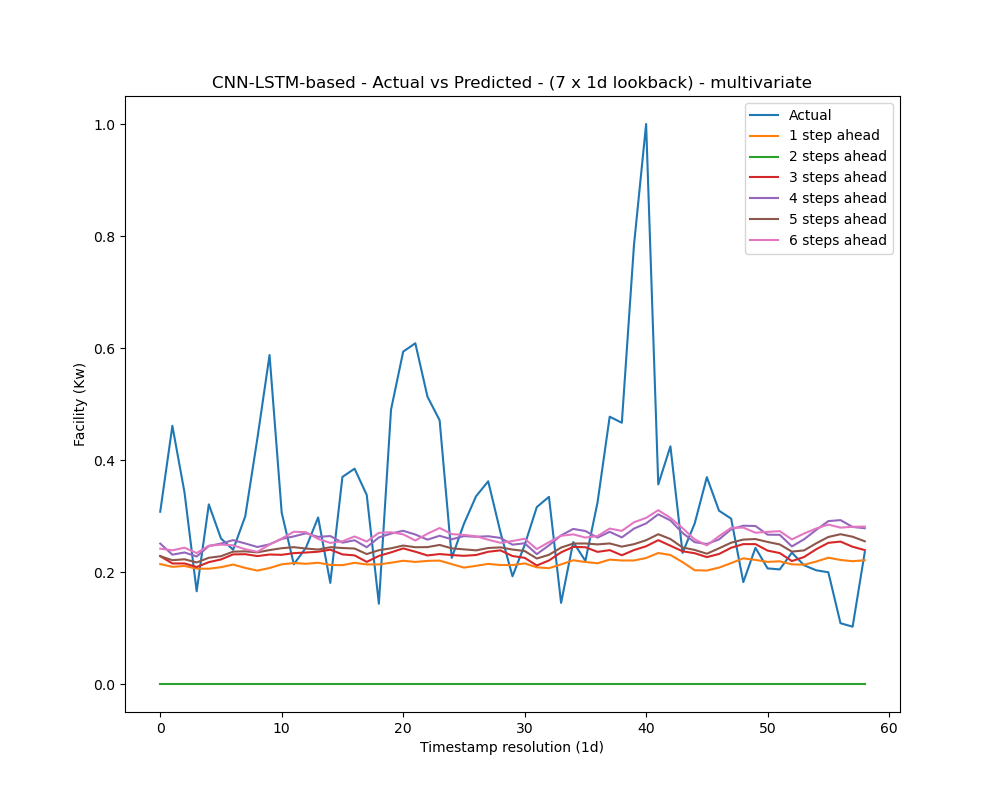 CNN-LSTM-based - Actual vs Predicted - (7 x 1d lookback) - multivariate
Actual
1 step ahead
2 steps ahead
3 steps ahead
4 steps ahead
5 steps ahead
6 steps ahead
1.0
0.8
0.6
0.4
0.2
0.0
Facility (Kw)
0 10 20 30 40 50 60
Timestamp resolution (1d)